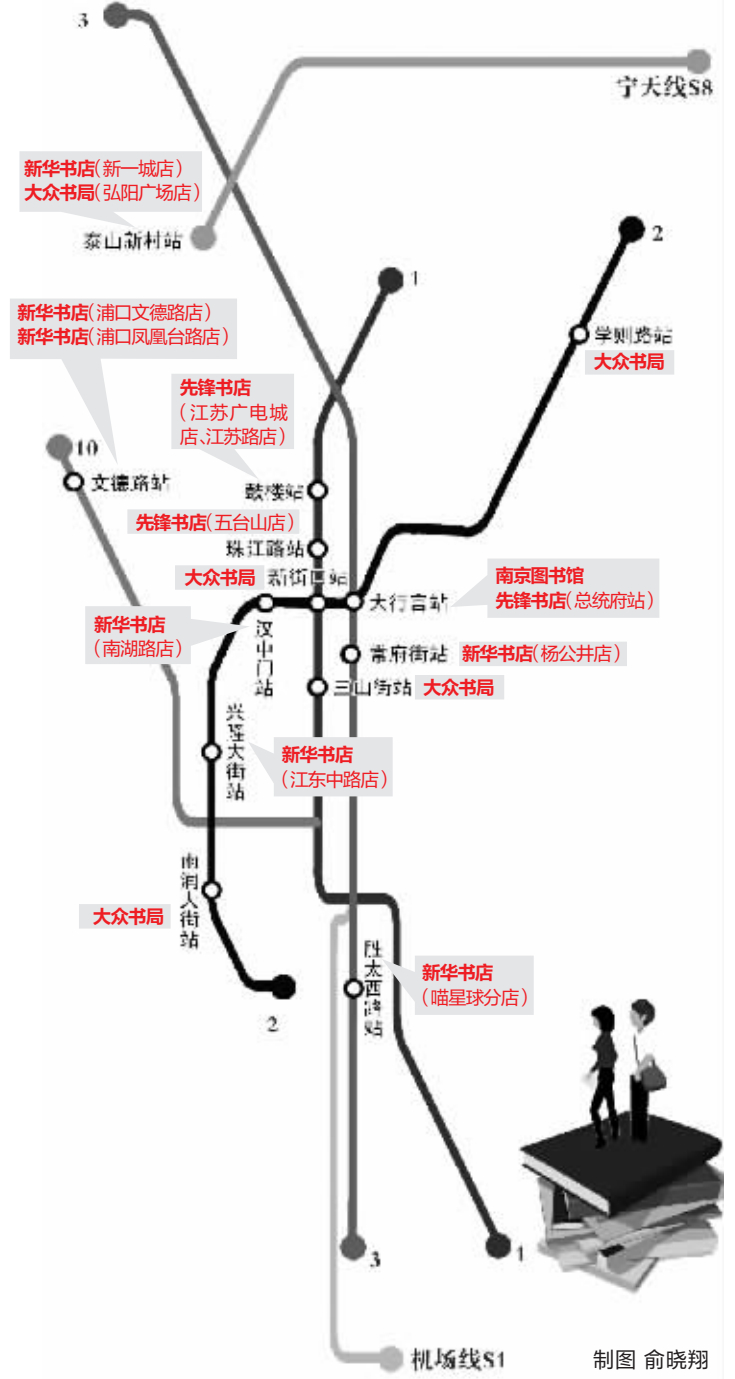 3
宁天线S8
新华书店(新一城店)
大众书局(弘阳广场店)
泰山新村站
2
1
新华书店(浦口文德路店)
新华书店(浦口凤凰台路店)
学则路站
大众书局
先锋书店
(江苏广电城
店、江苏路店)
10
文德路站
鼓楼站
先锋书店(五台山店)
珠江路站
大众书局
新街口站
南京图书馆
先锋书店(总统府站)
大行宫站
新华书店
(南湖路店)
汉中门站
常府街站
新华书店(杨公井店)
三山街站
大众书局
兴隆大街站
新华书店
(江东中路店)
雨润大街站
大众书局
胜太西路站
新华书店
(喵星球分店)
2
3
1
机场线S1
制图 俞晓翔